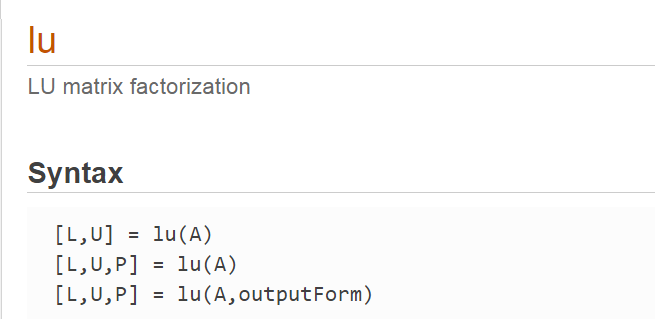 lu
LU matrix factorization
Syntax
[L,U] = lu(A)
[L,U,P] = lu(A)
[L,U,P] = lu(A,outputForm)